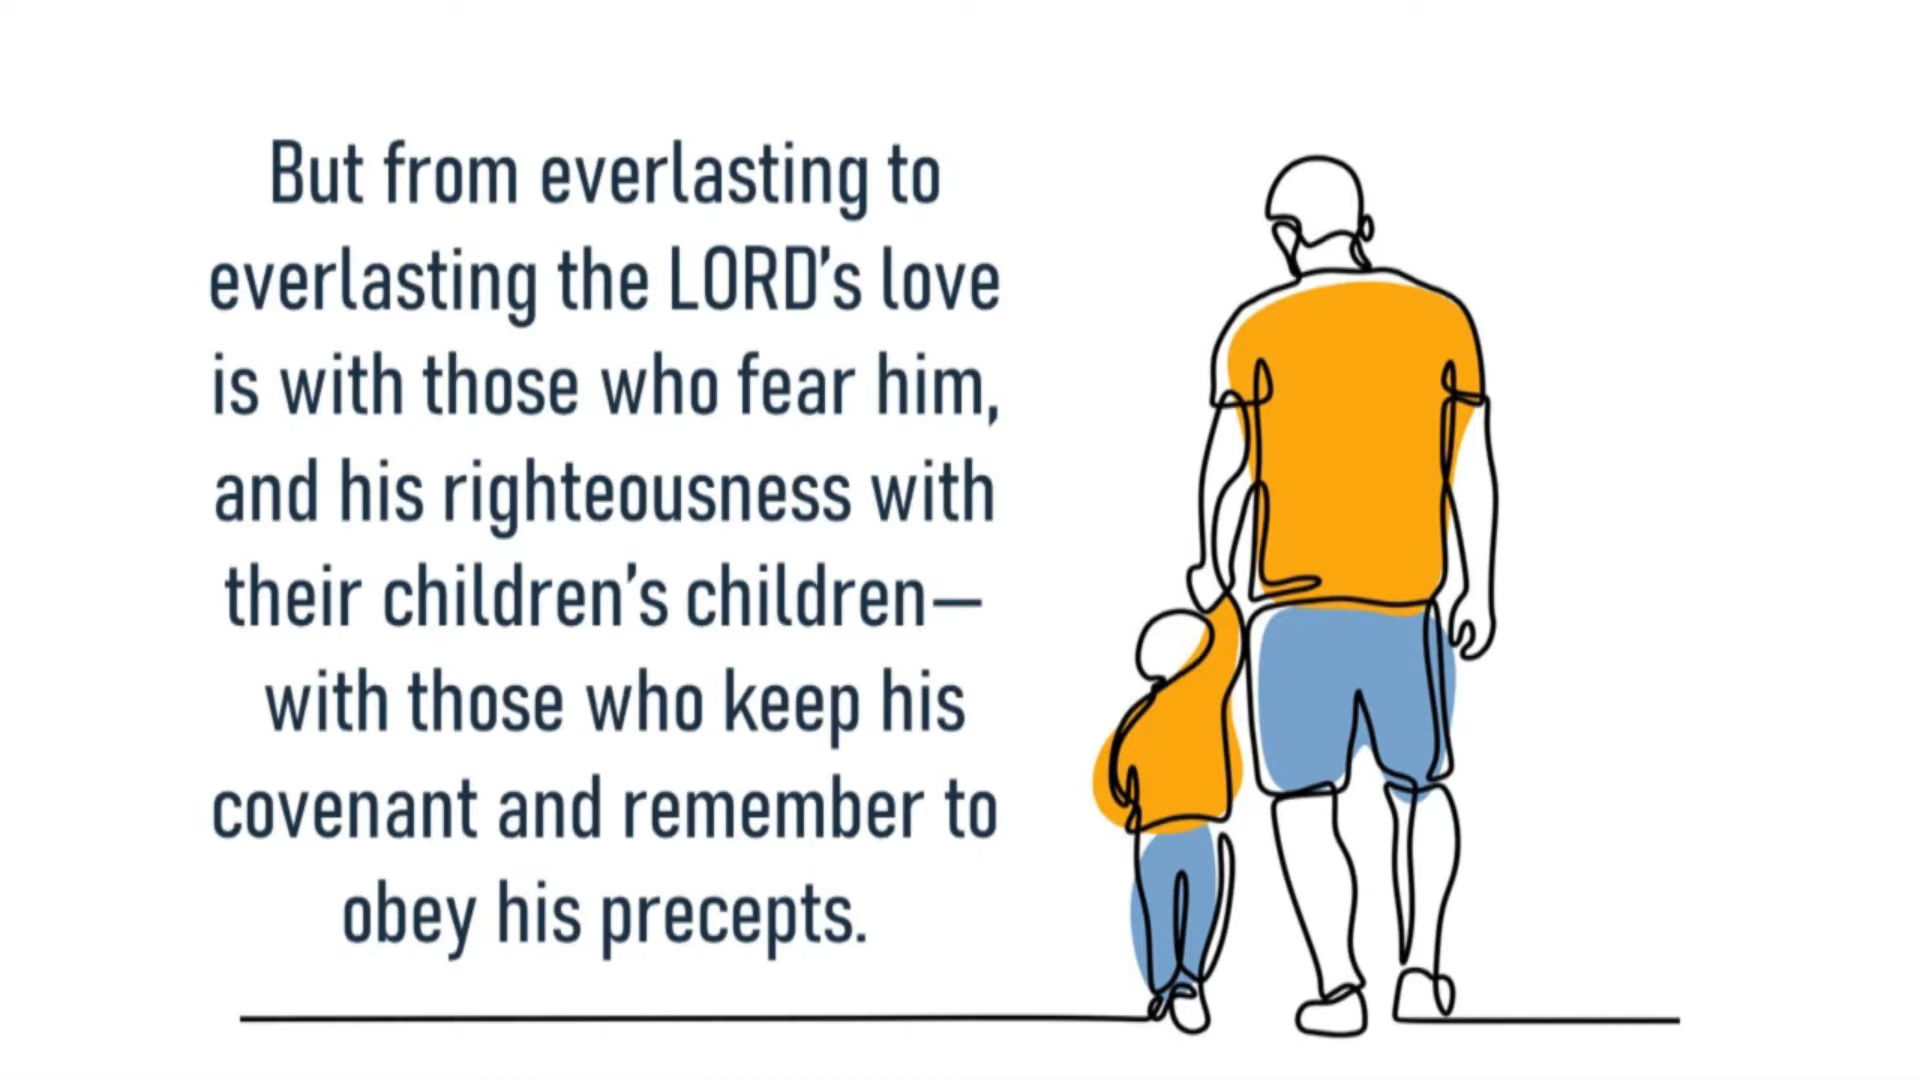 But from everlasting to
everlasting the LORD’s love
is with those who fear him,
and his righteousness with
their children’s children—
with those who keep his
covenant and remember to
obey his precepts.